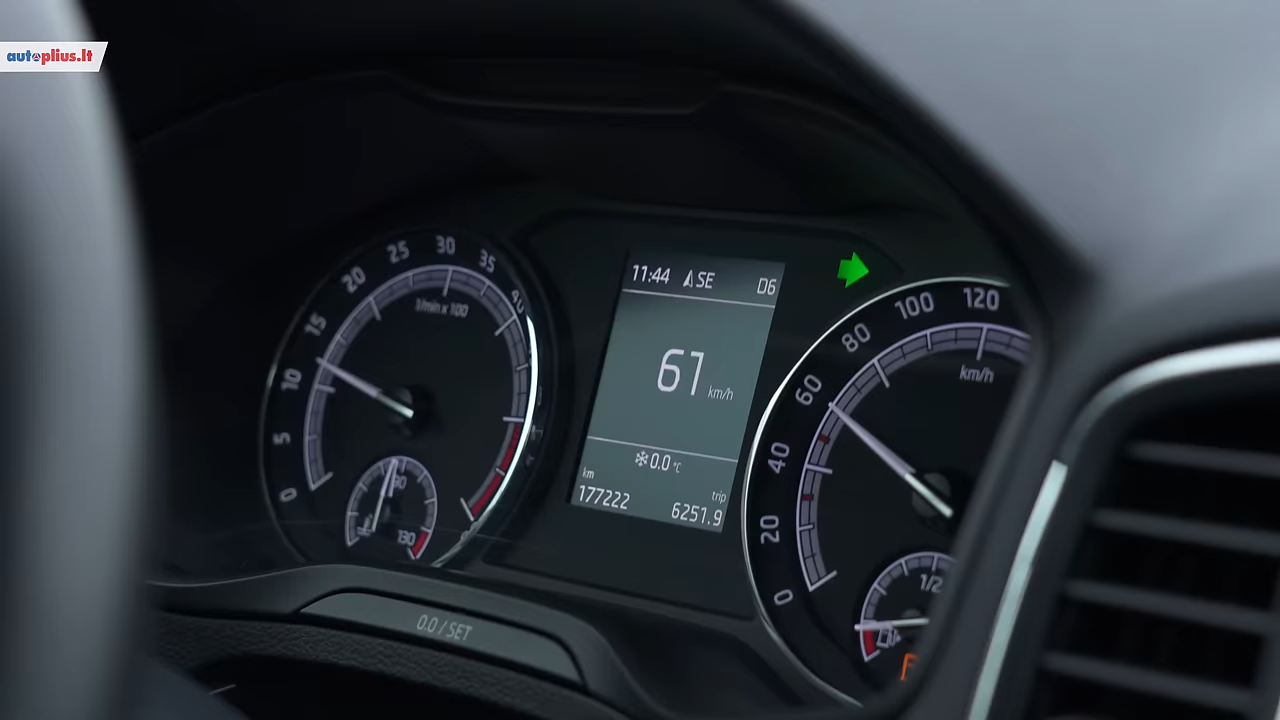 autoplius.lt
0
5
10
15
20
25
30
35
40
1/min x 100
90
130
11:44 SE D6
67 km/h
0.0 °C
km
177222
trip
6251.9
0
20
40
60
80
100
120
km/h
1/2
0.0 / SET